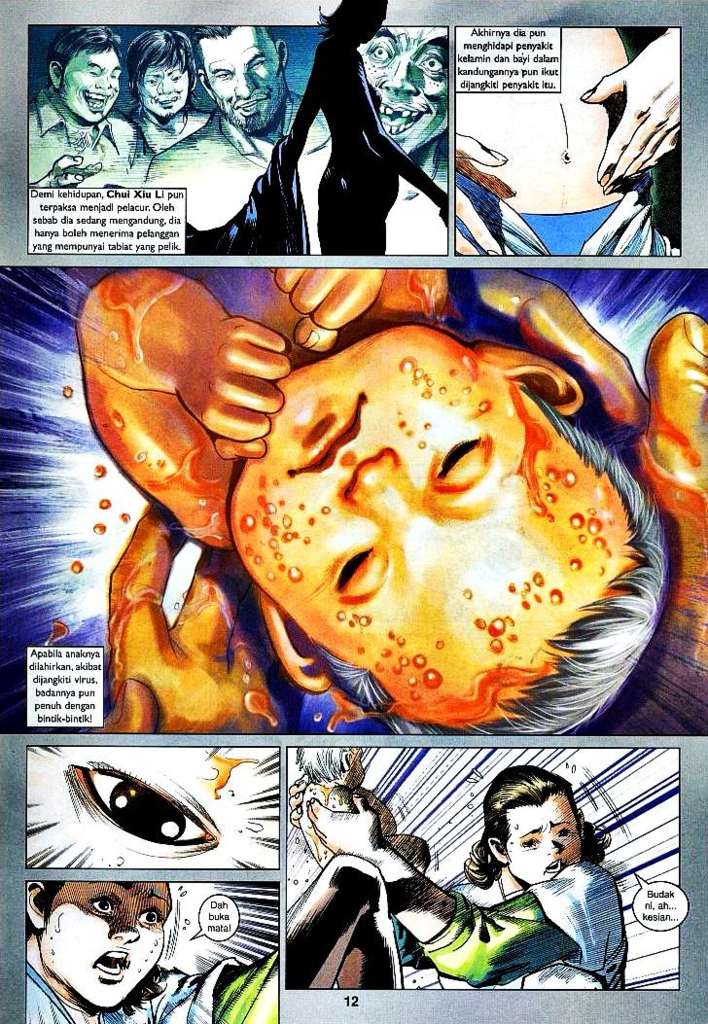 Demi kehidupan, Chui Xiu Li pun
terpaksa menjadi pelacur. Oleh
sebab dia sedang mengandung, dia
hanya boleh menerima pelanggan
yang mempunyai tabiat yang pelik.
Akhirnya dia pun
menghidapi penyakit
kelamin dan bayi dalam
kandungannya pun ikut
dijangkiti penyakit itu.
Apabila anaknya
dilahirkan, akibat
dijangkiti virus,
badannya pun
penuh dengan
bintik-bintik!
Dah
buka
mata!
Budak
ni, ah...
kesian...
12